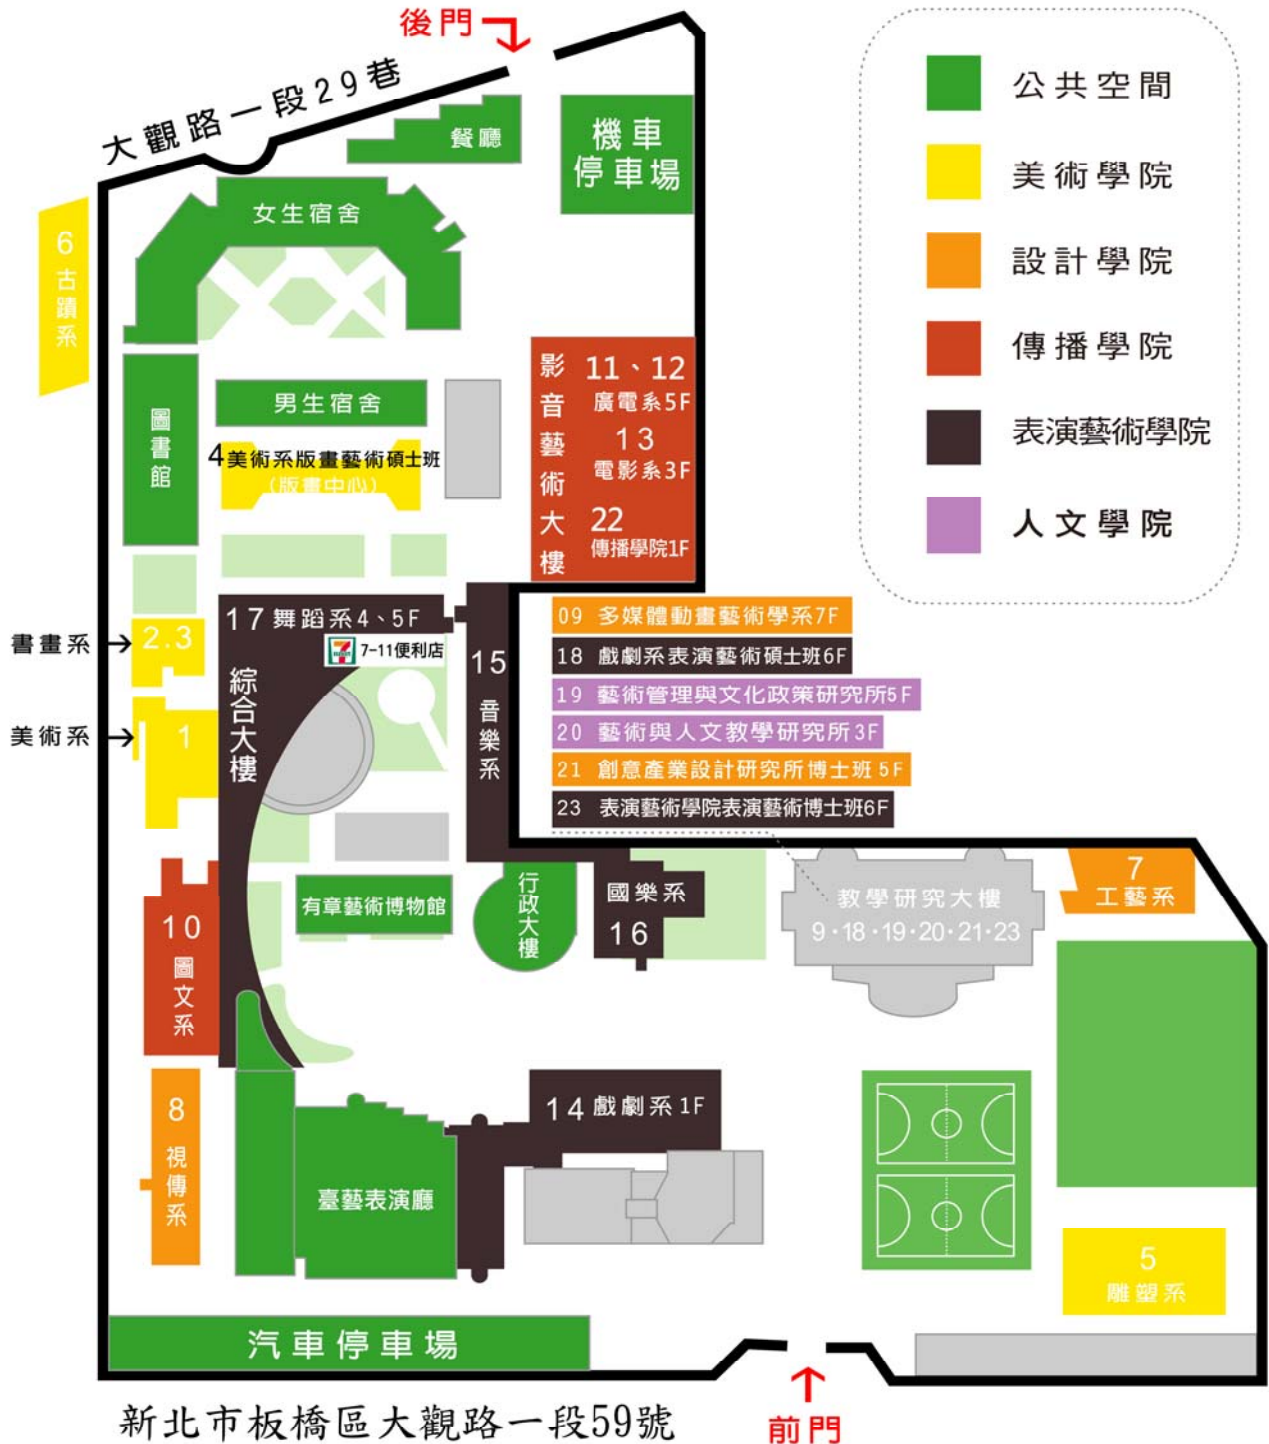 後門
大觀路一段29巷
餐廳
機車
停車場
女生宿舍
6 古蹟系
男生宿舍
圖書館
4美術系版畫藝術碩士班
(版畫中心)
影音藝術大樓
11、12
廣電系5F
13
電影系3F
22
傳播學院1F
公共空間
美術學院
設計學院
傳播學院
表演藝術學院
人文學院
書畫系
2.3
美術系
1
17 舞蹈系4、5F
7-11便利店
綜合大樓
15 音樂系
09 多媒體動畫藝術學系7F
18 戲劇系表演藝術碩士班6F
19 藝術管理與文化政策研究所5F
20 藝術與人文教學研究所3F
21 創意產業設計研究所博士班5F
23 表演藝術學院表演藝術博士班6F
10 圖文系
有章藝術博物館
行政大樓
國樂系
16
教學研究大樓
9·18·19·20·21·23
7
工藝系
8 視傳系
臺藝表演廳
14 戲劇系1F
5
雕塑系
汽車停車場
新北市板橋區大觀路一段59號
前門